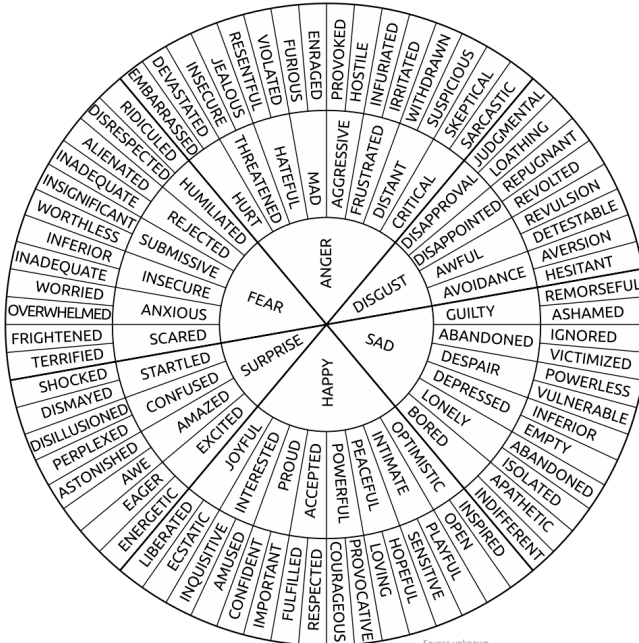 ANGER
DISGUST
SAD
HAPPY
SURPRISE
FEAR
HURT
THREATENED
HATEFUL
MAD
AGGRESSIVE
FRUSTRATED
DISTANT
CRITICAL
DISAPPROVAL
DISAPPOINTED
AWFUL
AVOIDANCE
GUILTY
ABANDONED
DESPAIR
DEPRESSED
LONELY
BORED
OPTIMISTIC
INTIMATE
PEACEFUL
POWERFUL
ACCEPTED
PROUD
INTERESTED
JOYFUL
EXCITED
AMAZED
CONFUSED
STARTLED
SCARED
ANXIOUS
INSECURE
SUBMISSIVE
REJECTED
HUMILIATED
EMBARRASSED
DEVASTATED
INSECURE
JEALOUS
RESENTFUL
VIOLATED
FURIOUS
ENRAGED
PROVOKED
HOSTILE
INFURIATED
IRRITATED
WITHDRAWN
SUSPICIOUS
SKEPTICAL
SARCASTIC
JUDGMENTAL
LOATHING
REPUGNANT
REVOLTED
REVULSION
DETESTABLE
AVERSION
HESITANT
REMORSEFUL
ASHAMED
IGNORED
VICTIMIZED
POWERLESS
VULNERABLE
INFERIOR
EMPTY
ABANDONED
ISOLATED
APATHETIC
INDIFFERENT
INSPIRED
OPEN
PLAYFUL
SENSITIVE
HOPEFUL
LOVING
PROVOCATIVE
COURAGEOUS
RESPECTED
FULFILLED
IMPORTANT
CONFIDENT
AMUSED
INQUISITIVE
ECSTATIC
LIBERATED
ENERGETIC
EAGER
AWE
ASTONISHED
PERPLEXED
DISILLUSIONED
DISMAYED
SHOCKED
TERRIFIED
FRIGHTENED
OVERWHELMED
WORRIED
INADEQUATE
INFERIOR
WORTHLESS
INSIGNIFICANT
INADEQUATE
ALIENATED
DISRESPECTED
RIDICULED